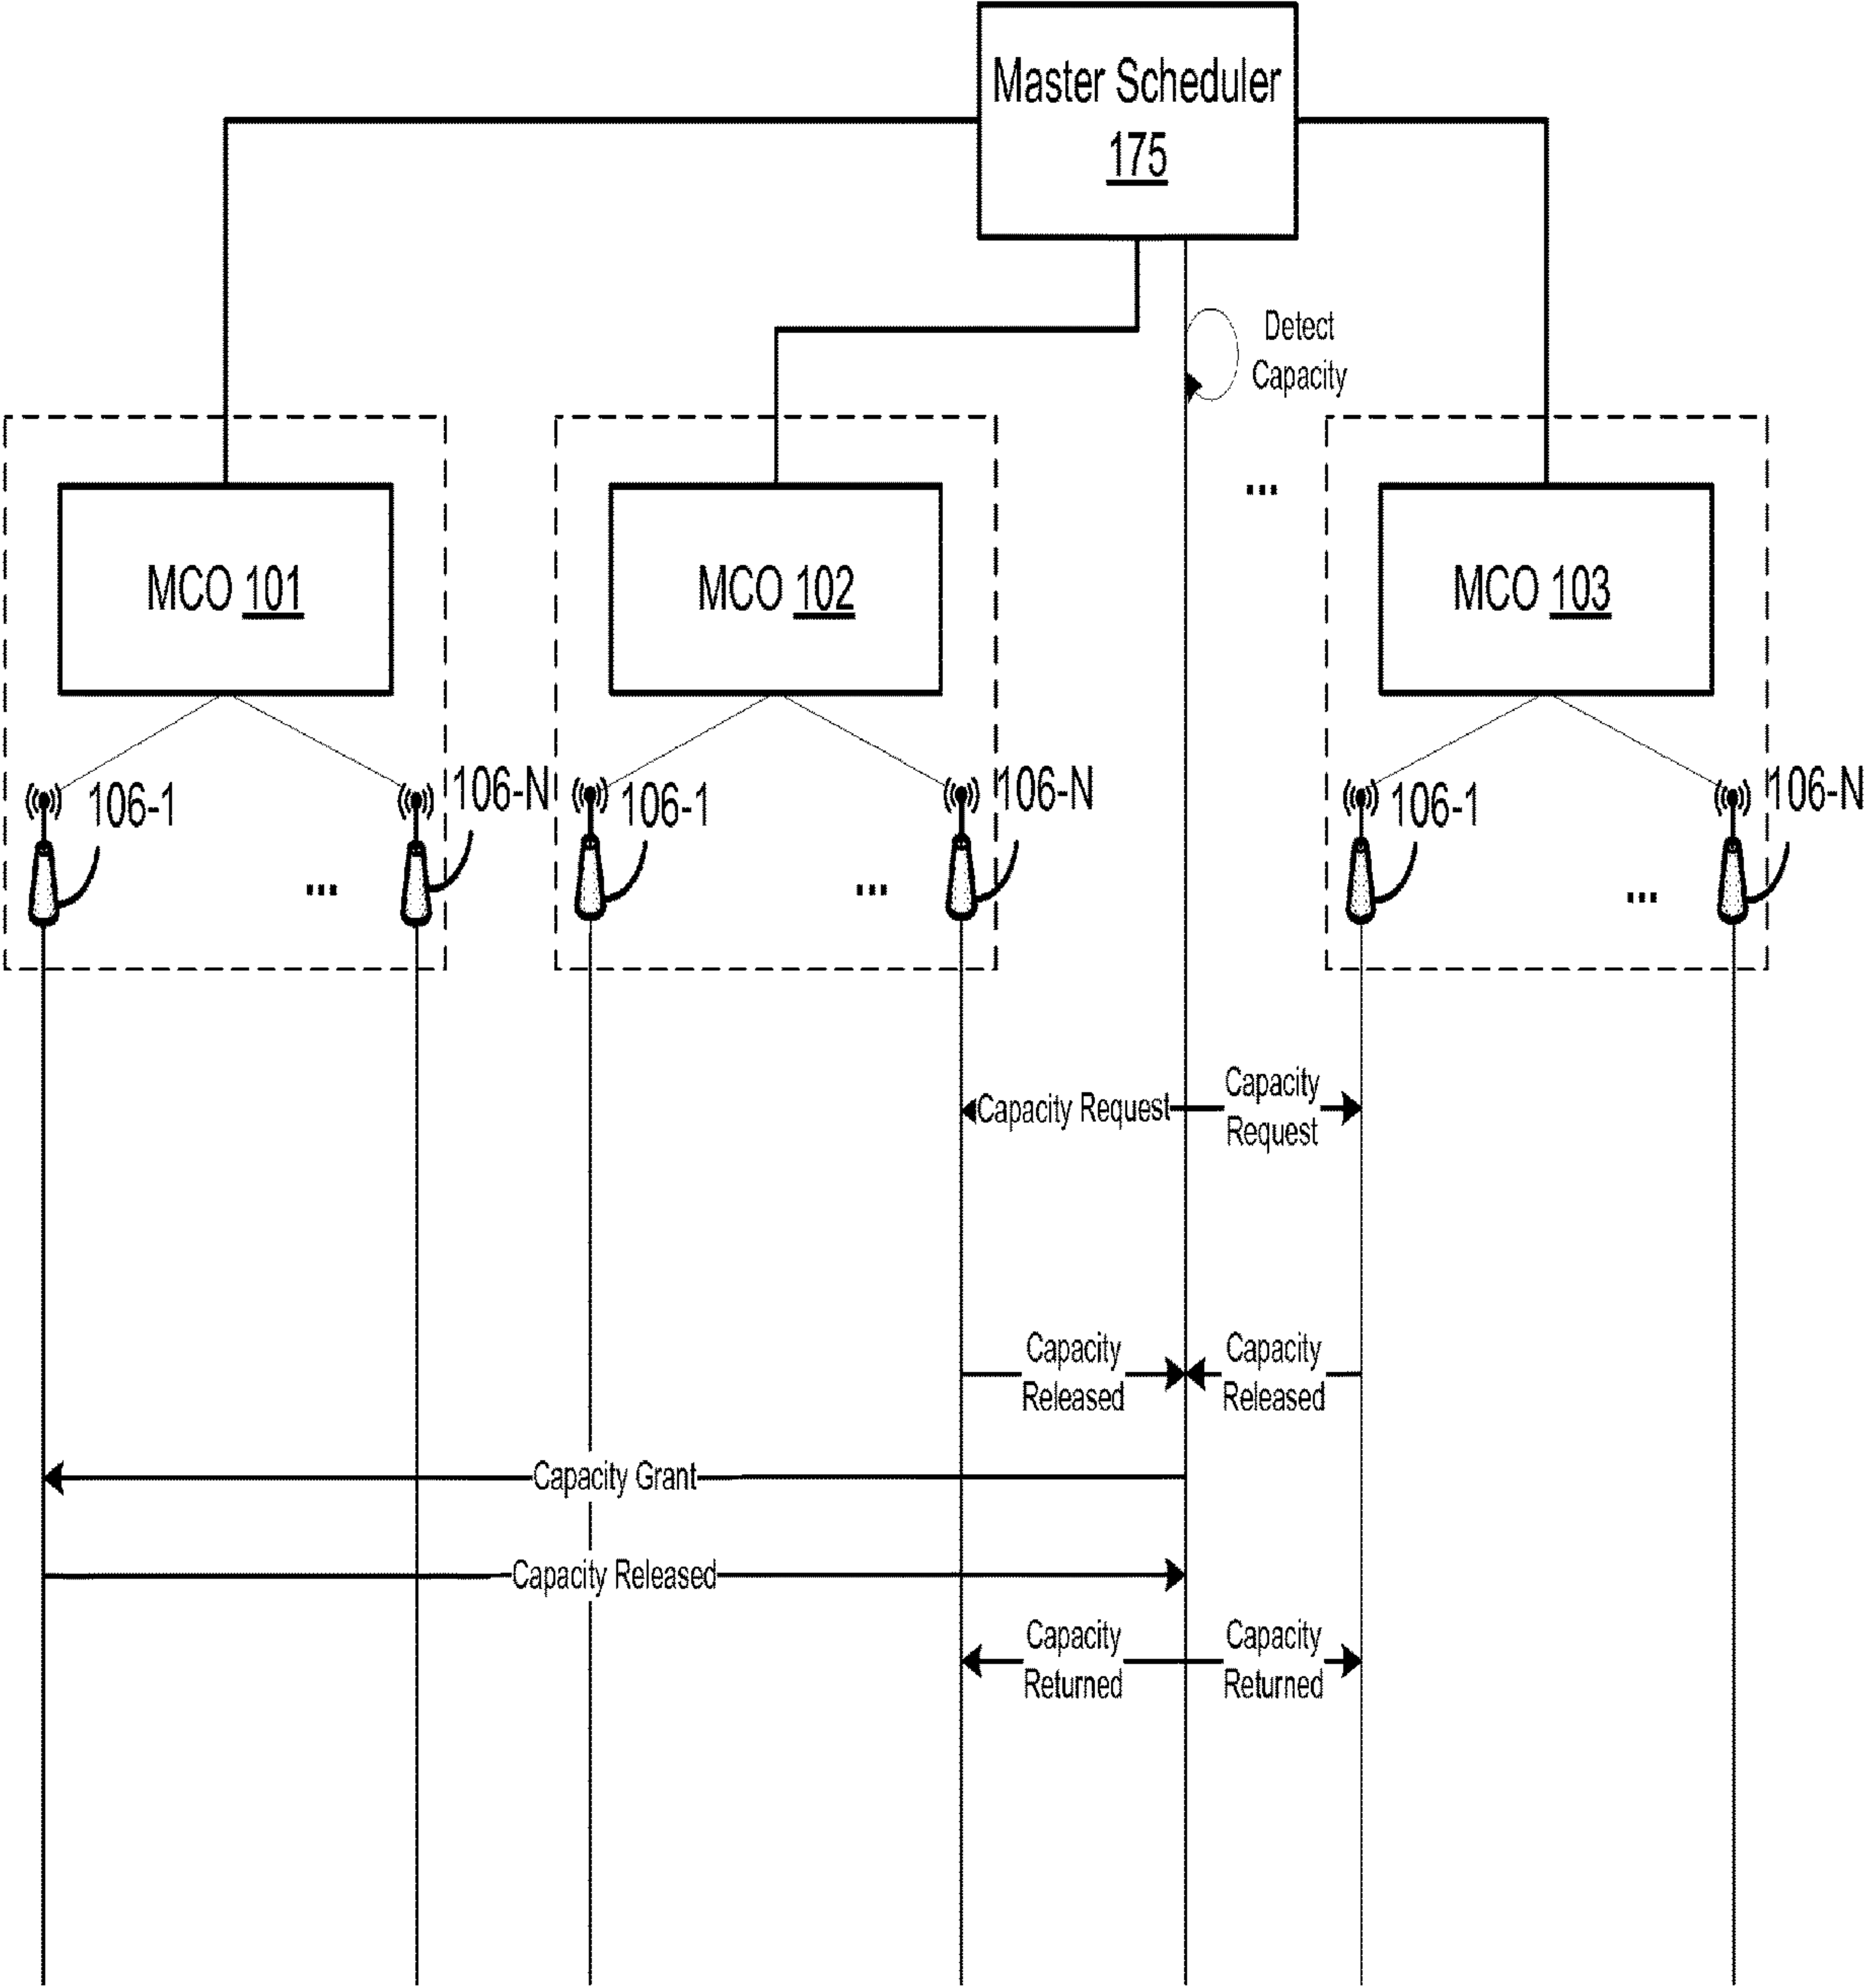 Master Scheduler
175
Detect
Capacity
...
MCO 101
MCO 102
MCO 103
106-1
106-N
106-1
106-N
106-1
106-N
...
...
...
Capacity Request
Capacity
Request
Capacity
Released
Capacity
Released
Capacity Grant
Capacity Released
Capacity
Returned
Capacity
Returned